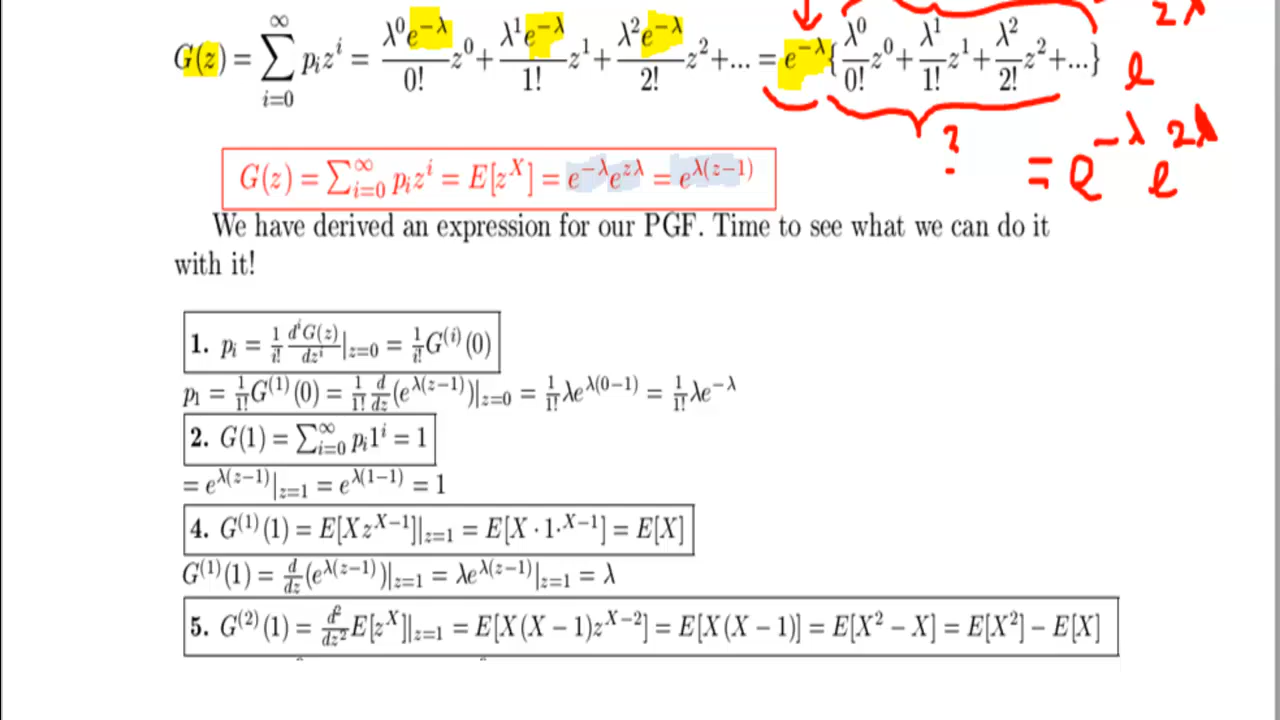 G(z) = ∑_{i=0}^{∞} p_i z^i = λ^0 e^{−λ}/0! z^0 + λ^1 e^{−λ}/1! z^1 + λ^2 e^{−λ}/2! z^2 + ... = e^{−λ} { λ^0/0! z^0 + λ^1/1! z^1 + λ^2/2! z^2 + ... } e^{zλ}
? = e^{−λ} e^{zλ}
G(z) = ∑_{i=0}^{∞} p_i z^i = E[z^X] = e^{−λ} e^{zλ} = e^{λ(z−1)}
We have derived an expression for our PGF. Time to see what we can do it
with it!
1. p_i = 1/i! d^i G(z)/dz^i |_{z=0} = 1/i! G^{(i)}(0)
p_1 = 1/1! G^{(1)}(0) = 1/1! d/dz (e^{λ(z−1)})|_{z=0} = 1/1! λe^{λ(0−1)} = 1/1! λe^{−λ}
2. G(1) = ∑_{i=0}^{∞} p_i 1^i = 1
= e^{λ(z−1)}|_{z=1} = e^{λ(1−1)} = 1
4. G^{(1)}(1) = E[Xz^{X−1}]|_{z=1} = E[X · 1·^{X−1}] = E[X]
G^{(1)}(1) = d/dz (e^{λ(z−1)})|_{z=1} = λe^{λ(z−1)}|_{z=1} = λ
5. G^{(2)}(1) = d^2/dz^2 E[z^X]|_{z=1} = E[X(X − 1)z^{X−2}] = E[X(X − 1)] = E[X^2 − X] = E[X^2] − E[X]